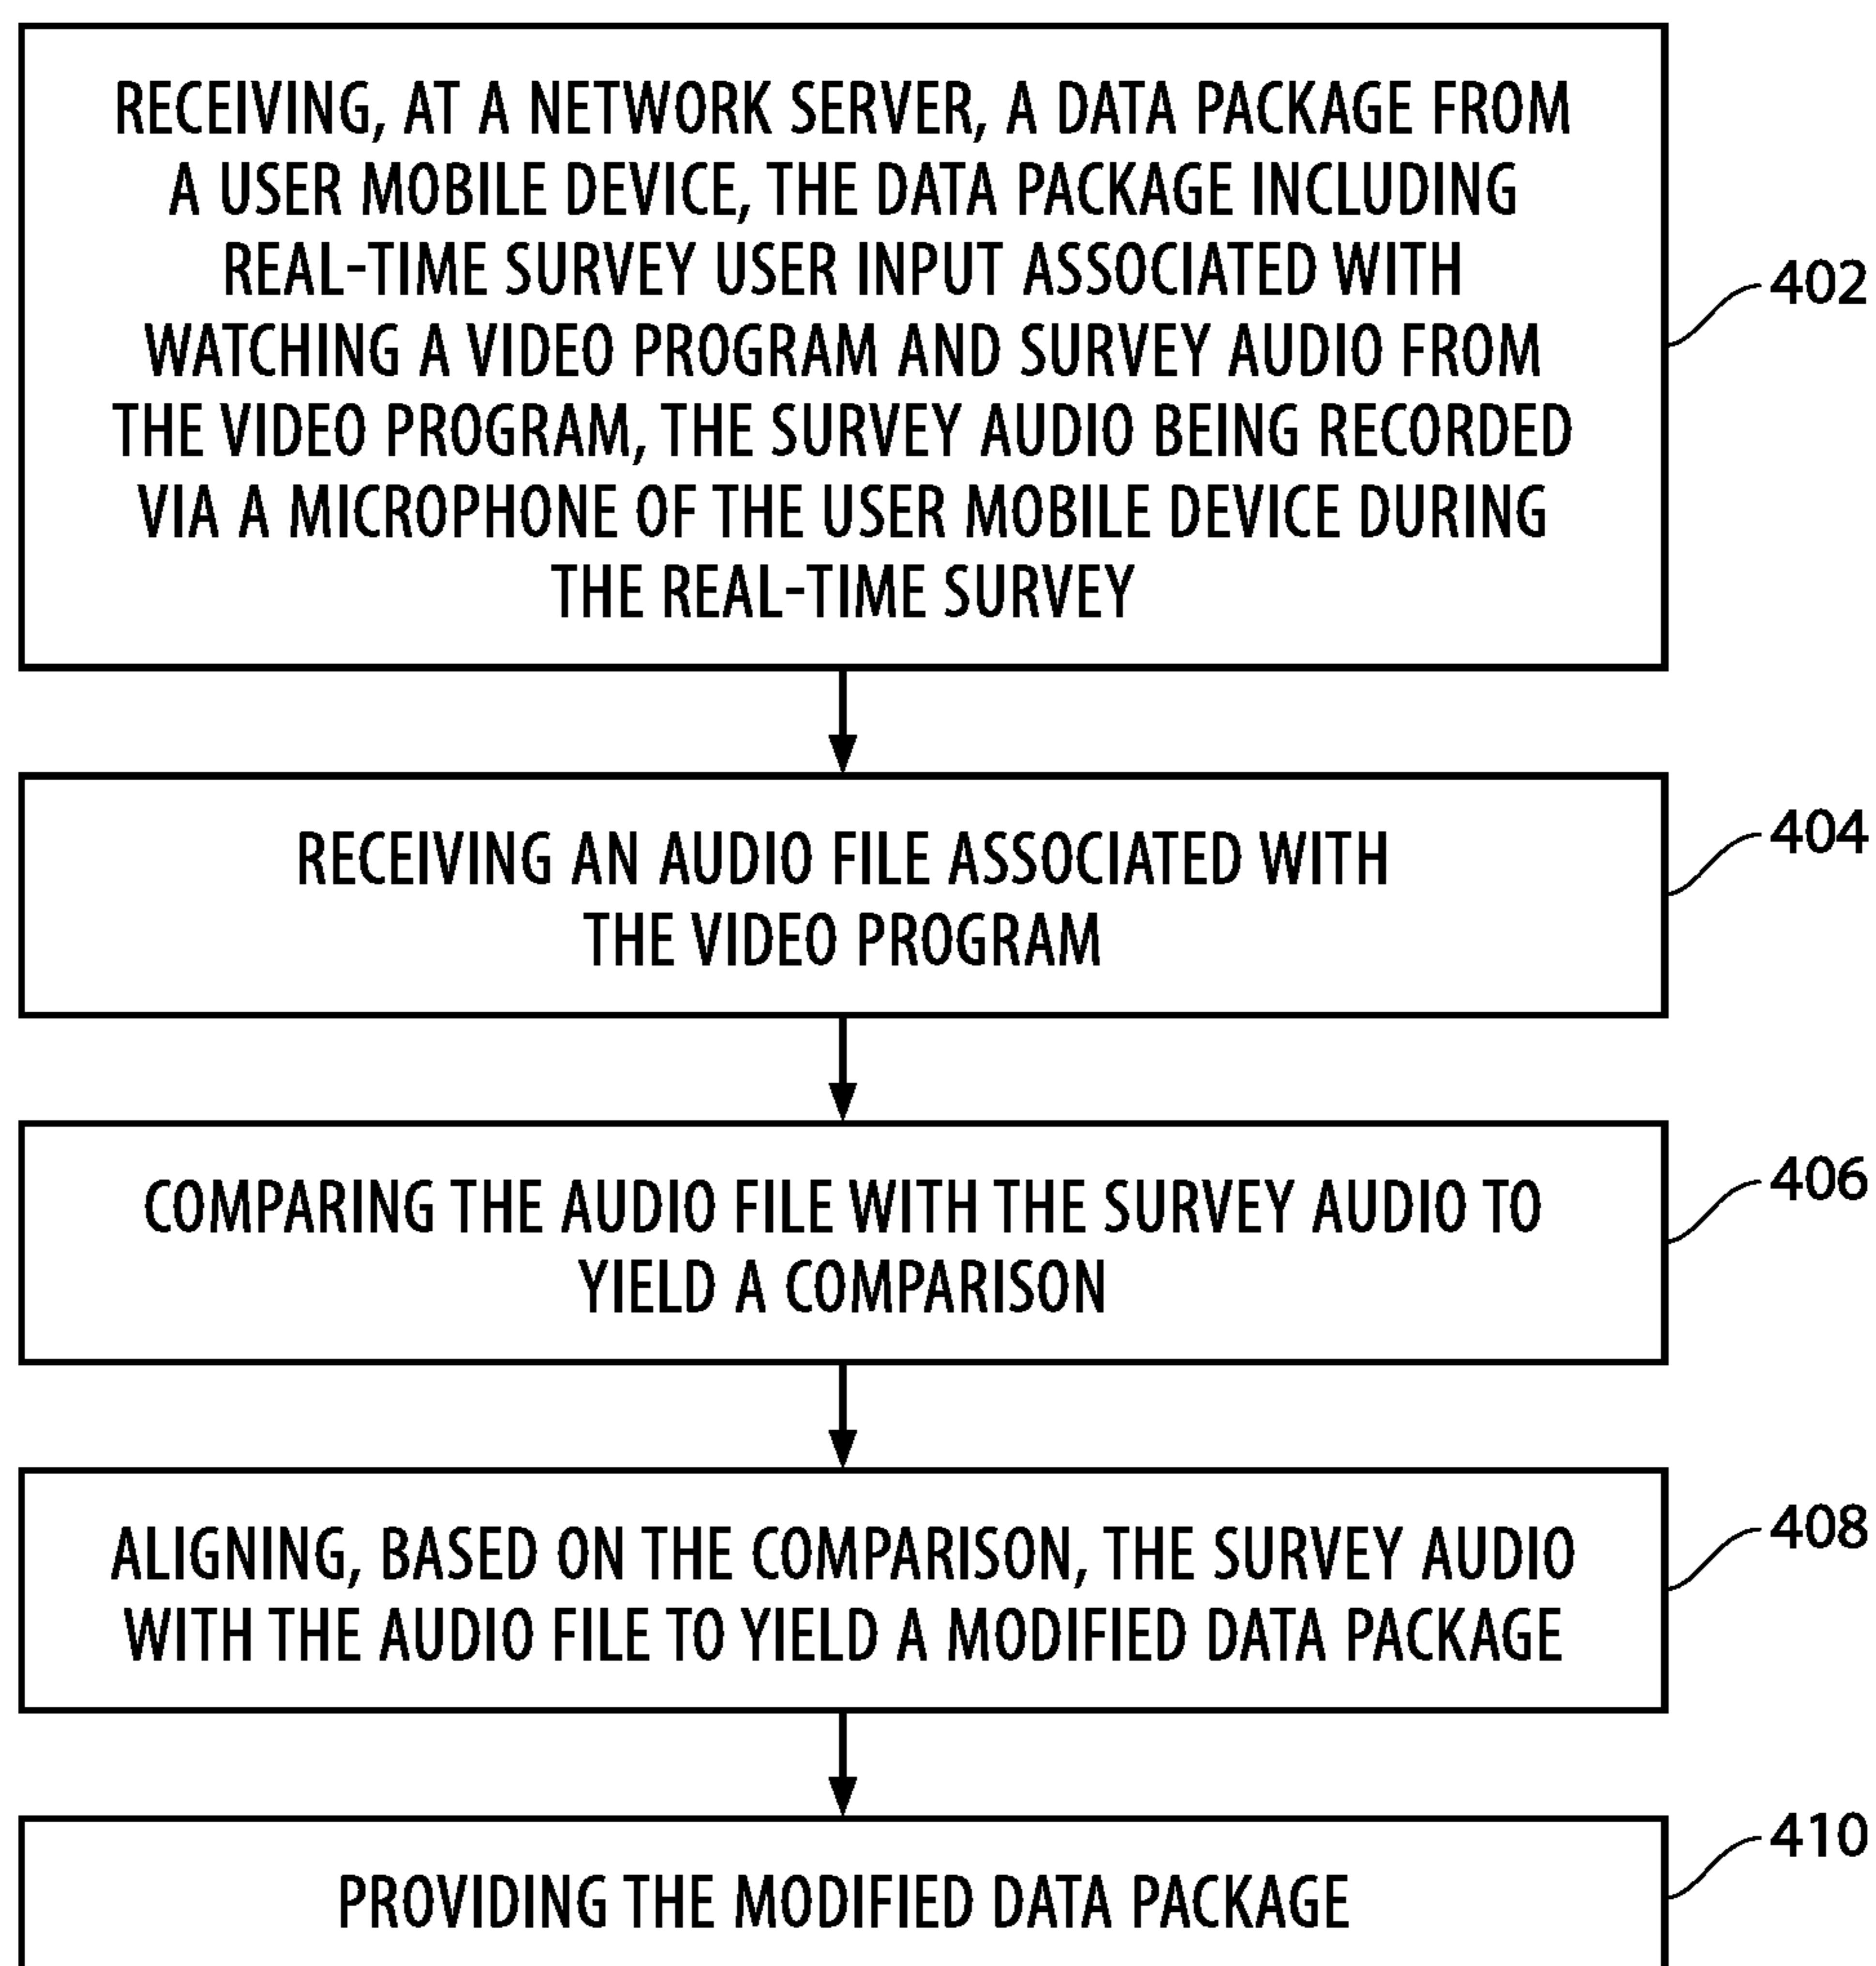 RECEIVING, AT A NETWORK SERVER, A DATA PACKAGE FROM
A USER MOBILE DEVICE, THE DATA PACKAGE INCLUDING
REAL-TIME SURVEY USER INPUT ASSOCIATED WITH
WATCHING A VIDEO PROGRAM AND SURVEY AUDIO FROM
THE VIDEO PROGRAM, THE SURVEY AUDIO BEING RECORDED
VIA A MICROPHONE OF THE USER MOBILE DEVICE DURING
THE REAL-TIME SURVEY
402
RECEIVING AN AUDIO FILE ASSOCIATED WITH
THE VIDEO PROGRAM
404
COMPARING THE AUDIO FILE WITH THE SURVEY AUDIO TO
YIELD A COMPARISON
406
ALIGNING, BASED ON THE COMPARISON, THE SURVEY AUDIO
WITH THE AUDIO FILE TO YIELD A MODIFIED DATA PACKAGE
408
PROVIDING THE MODIFIED DATA PACKAGE
410